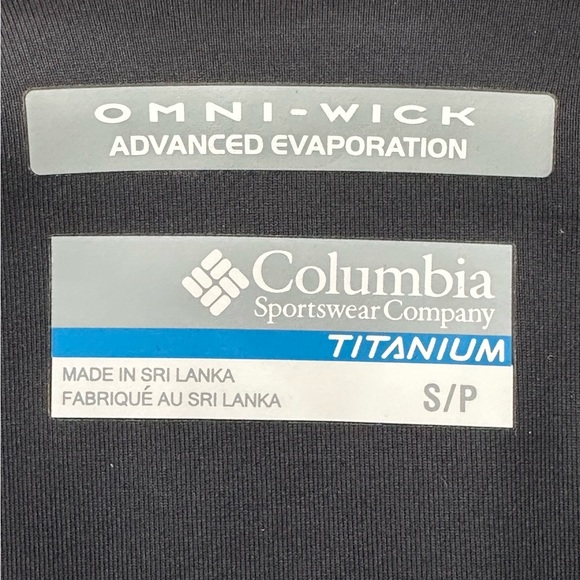 OMNI-WICK
ADVANCED EVAPORATION
Columbia
Sportswear Company
TITANIUM
MADE IN SRI LANKA
FABRIQUÉ AU SRI LANKA
S/P